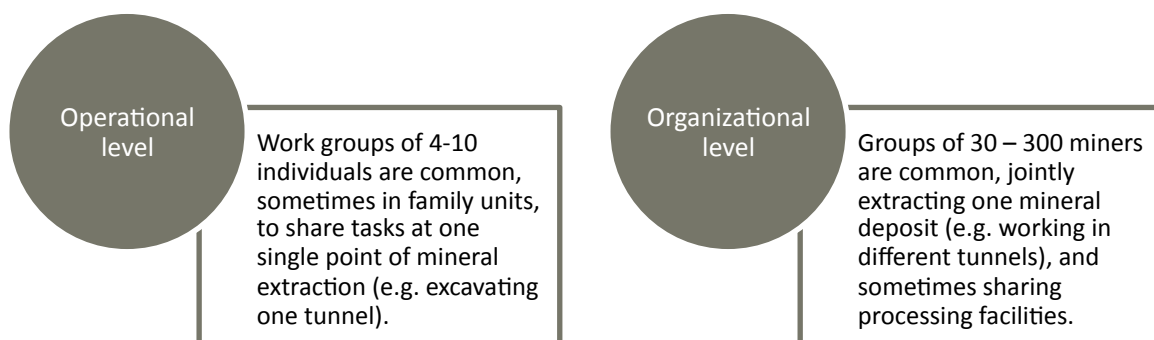 Operational
level
Work groups of 4-10
individuals are common,
sometimes in family units,
to share tasks at one
single point of mineral
extraction (e.g. excavating
one tunnel).
Organizational
level
Groups of 30 – 300 miners
are common, jointly
extracting one mineral
deposit (e.g. working in
different tunnels), and
sometimes sharing
processing facilities.